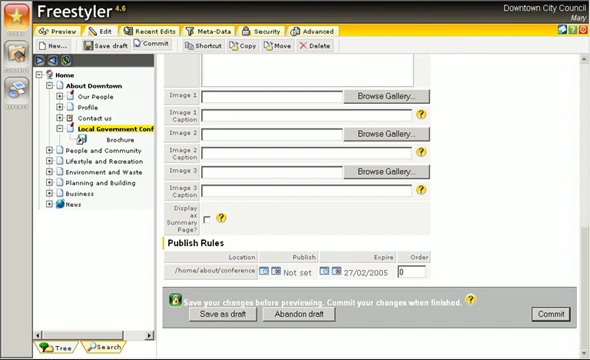 Freestyler 4.6
Downtown City Council
Mary
Preview
Edit
Recent Edits
Meta-Data
Security
Advanced
New...
Save draft
Commit
Shortcut
Copy
Move
Delete
Home
About Downtown
Our People
Profile
Contact us
Local Government Conf
Brochure
People and Community
Lifestyle and Recreation
Environment and Waste
Planning and Building
Business
News
Tree
Search
Image 1
Browse Gallery...
Image 1 Caption
Image 2
Browse Gallery...
Image 2 Caption
Image 3
Browse Gallery...
Image 3 Caption
Display as Summary Page?
Publish Rules
Location Publish Expire Order
/home/about/conference Not set 27/02/2005 0
Save your changes before previewing. Commit your changes when finished.
Save as draft
Abandon draft
Commit